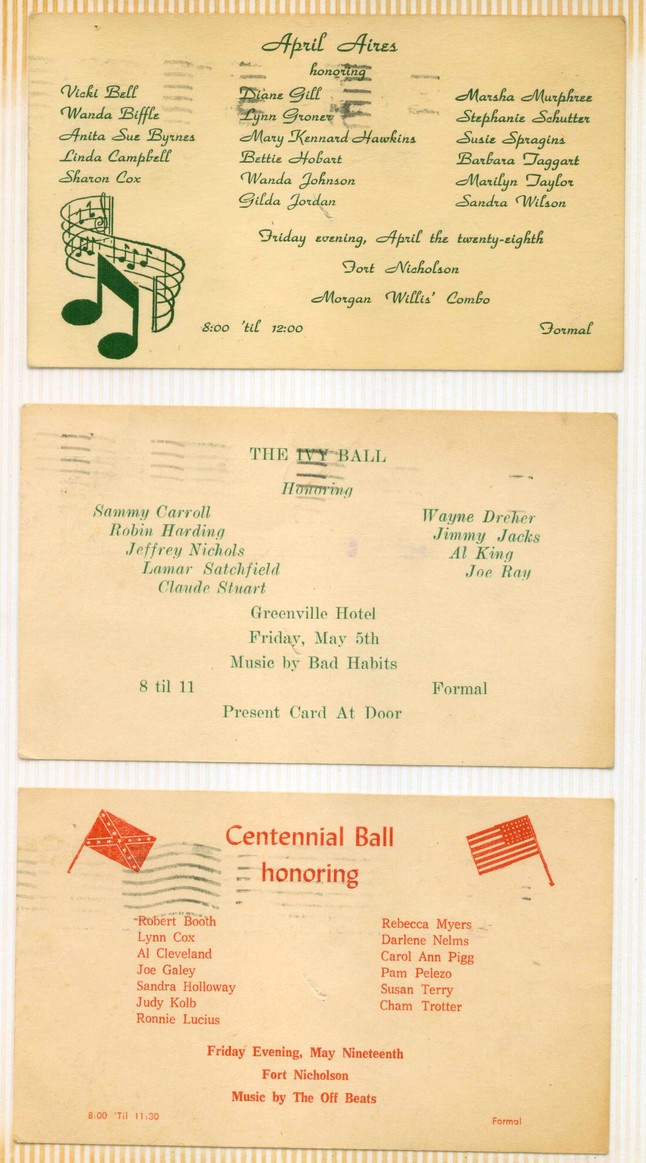 April Aires
honoring
Vicki Bell
Wanda Biffle
Anita Sue Byrnes
Linda Campbell
Sharon Cox
Diane Gill
Lynn Groner
Mary Kennard Hawkins
Bettie Hobart
Wanda Johnson
Gilda Jordan
Marsha Murphree
Stephanie Schutter
Susie Spragins
Barbara Taggart
Marilyn Taylor
Sandra Wilson
Friday evening, April the twenty-eighth
Fort Nicholson
Morgan Willis' Combo
8:00 'til 12:00
Formal
THE IVY BALL
Honoring
Sammy Carroll
Robin Harding
Jeffrey Nichols
Lamar Satchfield
Claude Stuart
Wayne Dreher
Jimmy Jacks
Al King
Joe Ray
Greenville Hotel
Friday, May 5th
Music by Bad Habits
8 til 11
Formal
Present Card At Door
Centennial Ball
honoring
Robert Booth
Lynn Cox
Al Cleveland
Joe Galey
Sandra Holloway
Judy Kolb
Ronnie Lucius
Rebecca Myers
Darlene Nelms
Carol Ann Pigg
Pam Pelezo
Susan Terry
Cham Trotter
Friday Evening, May Nineteenth
Fort Nicholson
Music by The Off Beats
8:00 'Til 11:30
Formal